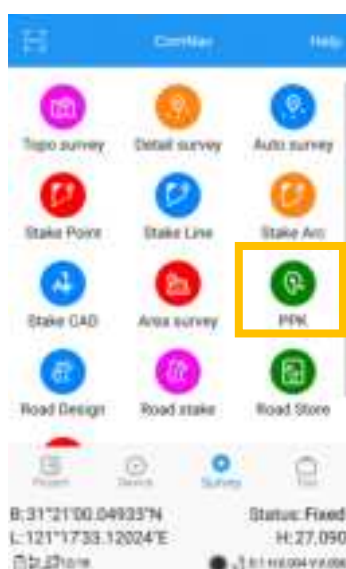 ComNav Help
Topo survey Detail survey Auto survey
Stake Point Stake Line Stake Arc
Stake CAD Area survey PPK
Road Design Road stake Road Store
Project Device Survey Tool
B:31°21'00.04933"N Status: Fixed
L:121°17'33.12024"E H:27.090